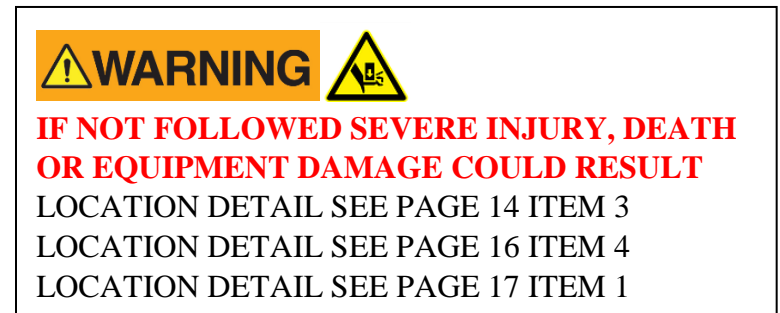 WARNING
IF NOT FOLLOWED SEVERE INJURY, DEATH
OR EQUIPMENT DAMAGE COULD RESULT
LOCATION DETAIL SEE PAGE 14 ITEM 3
LOCATION DETAIL SEE PAGE 16 ITEM 4
LOCATION DETAIL SEE PAGE 17 ITEM 1